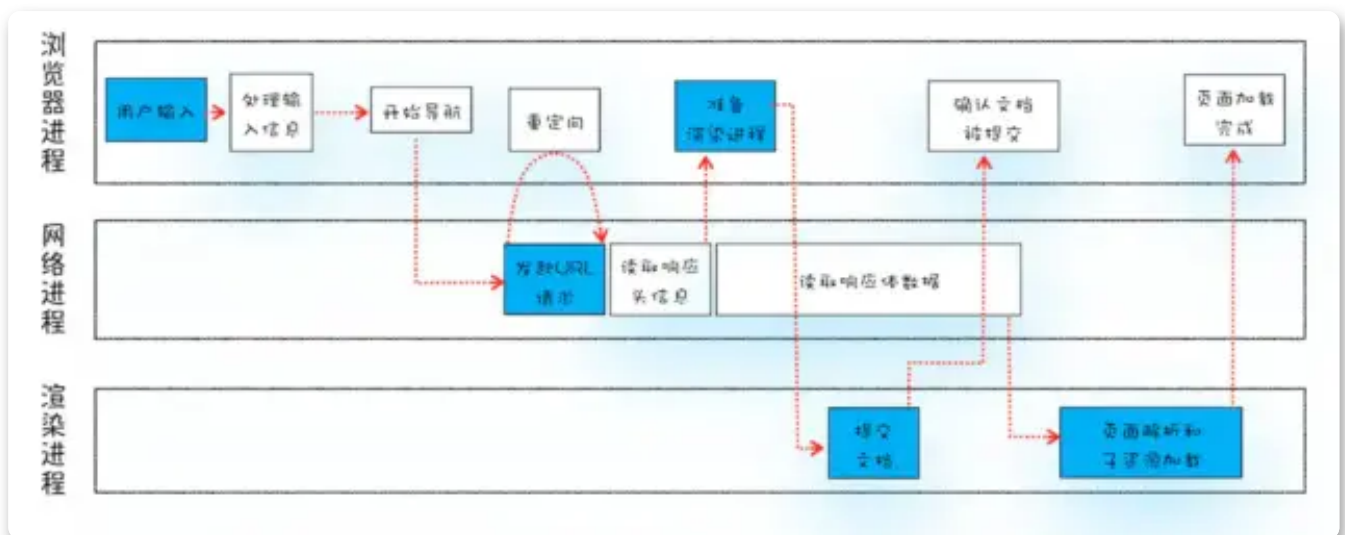 浏览器进程
用户输入
处理输
入信息
开始导航
重定向
准备
渲染进程
确认文档
被提交
页面加载
完成
网络进程
发起URL
请求
读取响应
头信息
读取响应体数据
渲染进程
提交
文档
页面解析和
子资源加载